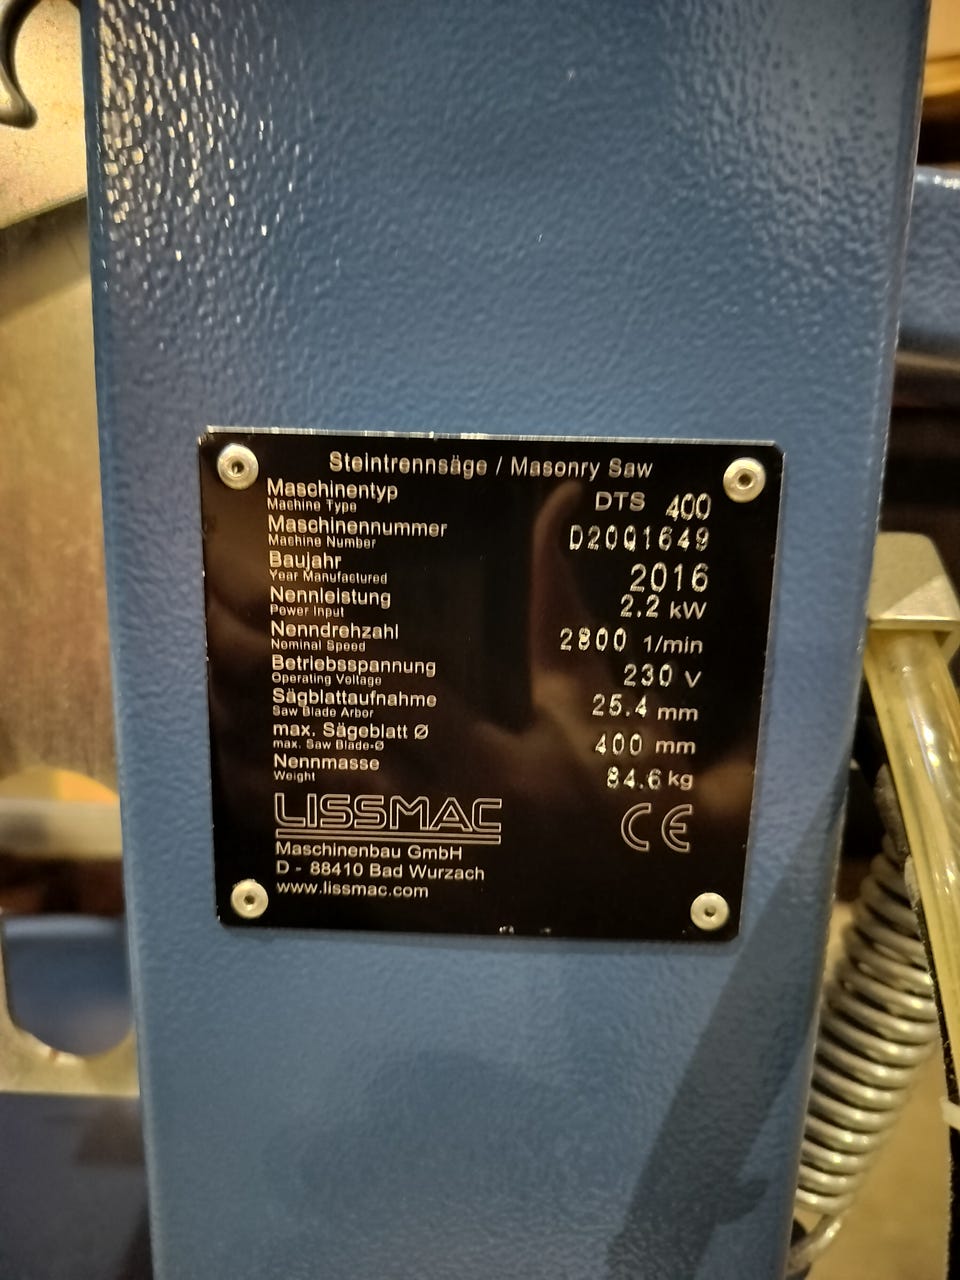 Steintrennsäge / Masonry Saw
Maschinentyp DTS 400
Machine Type
Maschinennummer D20Q1649
Machine Number
Baujahr 2016
Year Manufactured
Nennleistung 2.2 kW
Power Input
Nenndrehzahl 2800 1/min
Nominal Speed
Betriebsspannung 230 V
Operating Voltage
Sägblattaufnahme 25.4 mm
Saw Blade Arbor
max. Sägeblatt Ø 400 mm
max. Saw Blade-Ø
Nennmasse 84.6 kg
Weight
LISSMAC CE
Maschinenbau GmbH
D - 88410 Bad Wurzach
www.lissmac.com